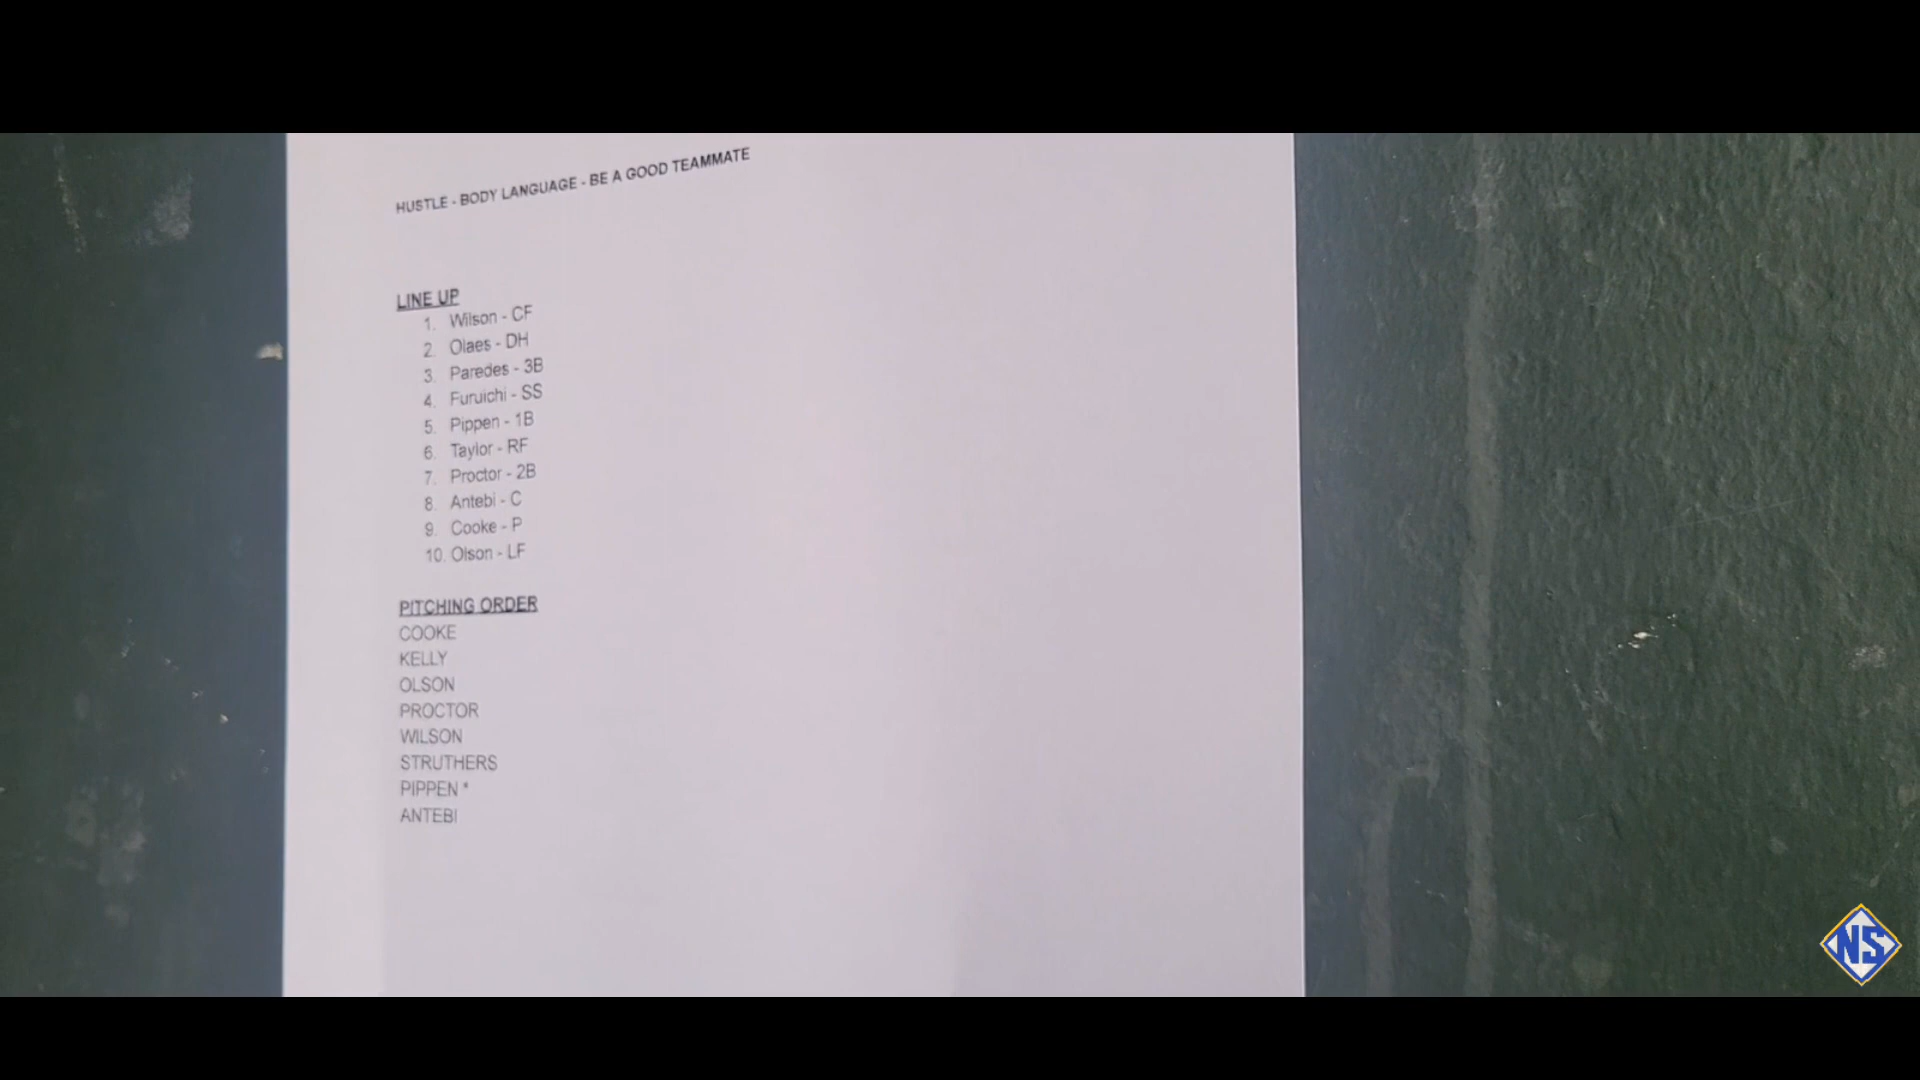 HUSTLE - BODY LANGUAGE - BE A GOOD TEAMMATE
LINE UP
1. Wilson - CF
2. Olaes - DH
3. Paredes - 3B
4. Furuichi - SS
5. Pippen - 1B
6. Taylor - RF
7. Proctor - 2B
8. Antebi - C
9. Cooke - P
10. Olson - LF
PITCHING ORDER
COOKE
KELLY
OLSON
PROCTOR
WILSON
STRUTHERS
PIPPEN *
ANTEBI
NS